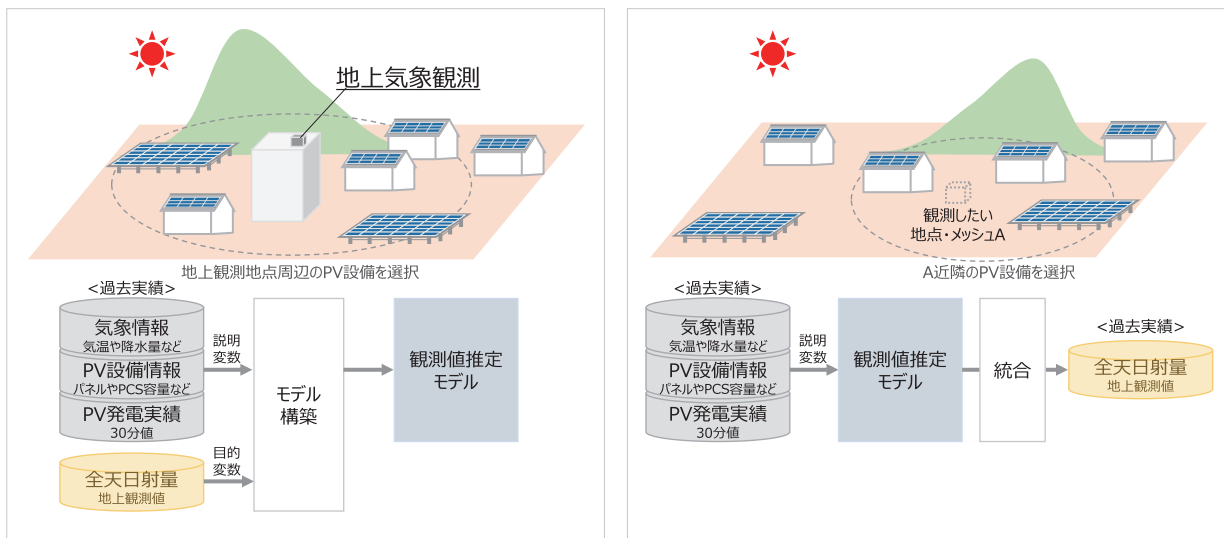 地上気象観測
地上観測地点周辺のPV設備を選択
<過去実績>
気象情報
気温や降水量など
PV設備情報
パネルやPCS容量など
PV発電実績
30分値
説明
変数
全天日射量
地上観測値
目的
変数
モデル
構築
観測値推定
モデル
観測したい
地点・メッシュA
A近隣のPV設備を選択
<過去実績>
気象情報
気温や降水量など
PV設備情報
パネルやPCS容量など
PV発電実績
30分値
説明
変数
観測値推定
モデル
統合
<過去実績>
全天日射量
地上観測値